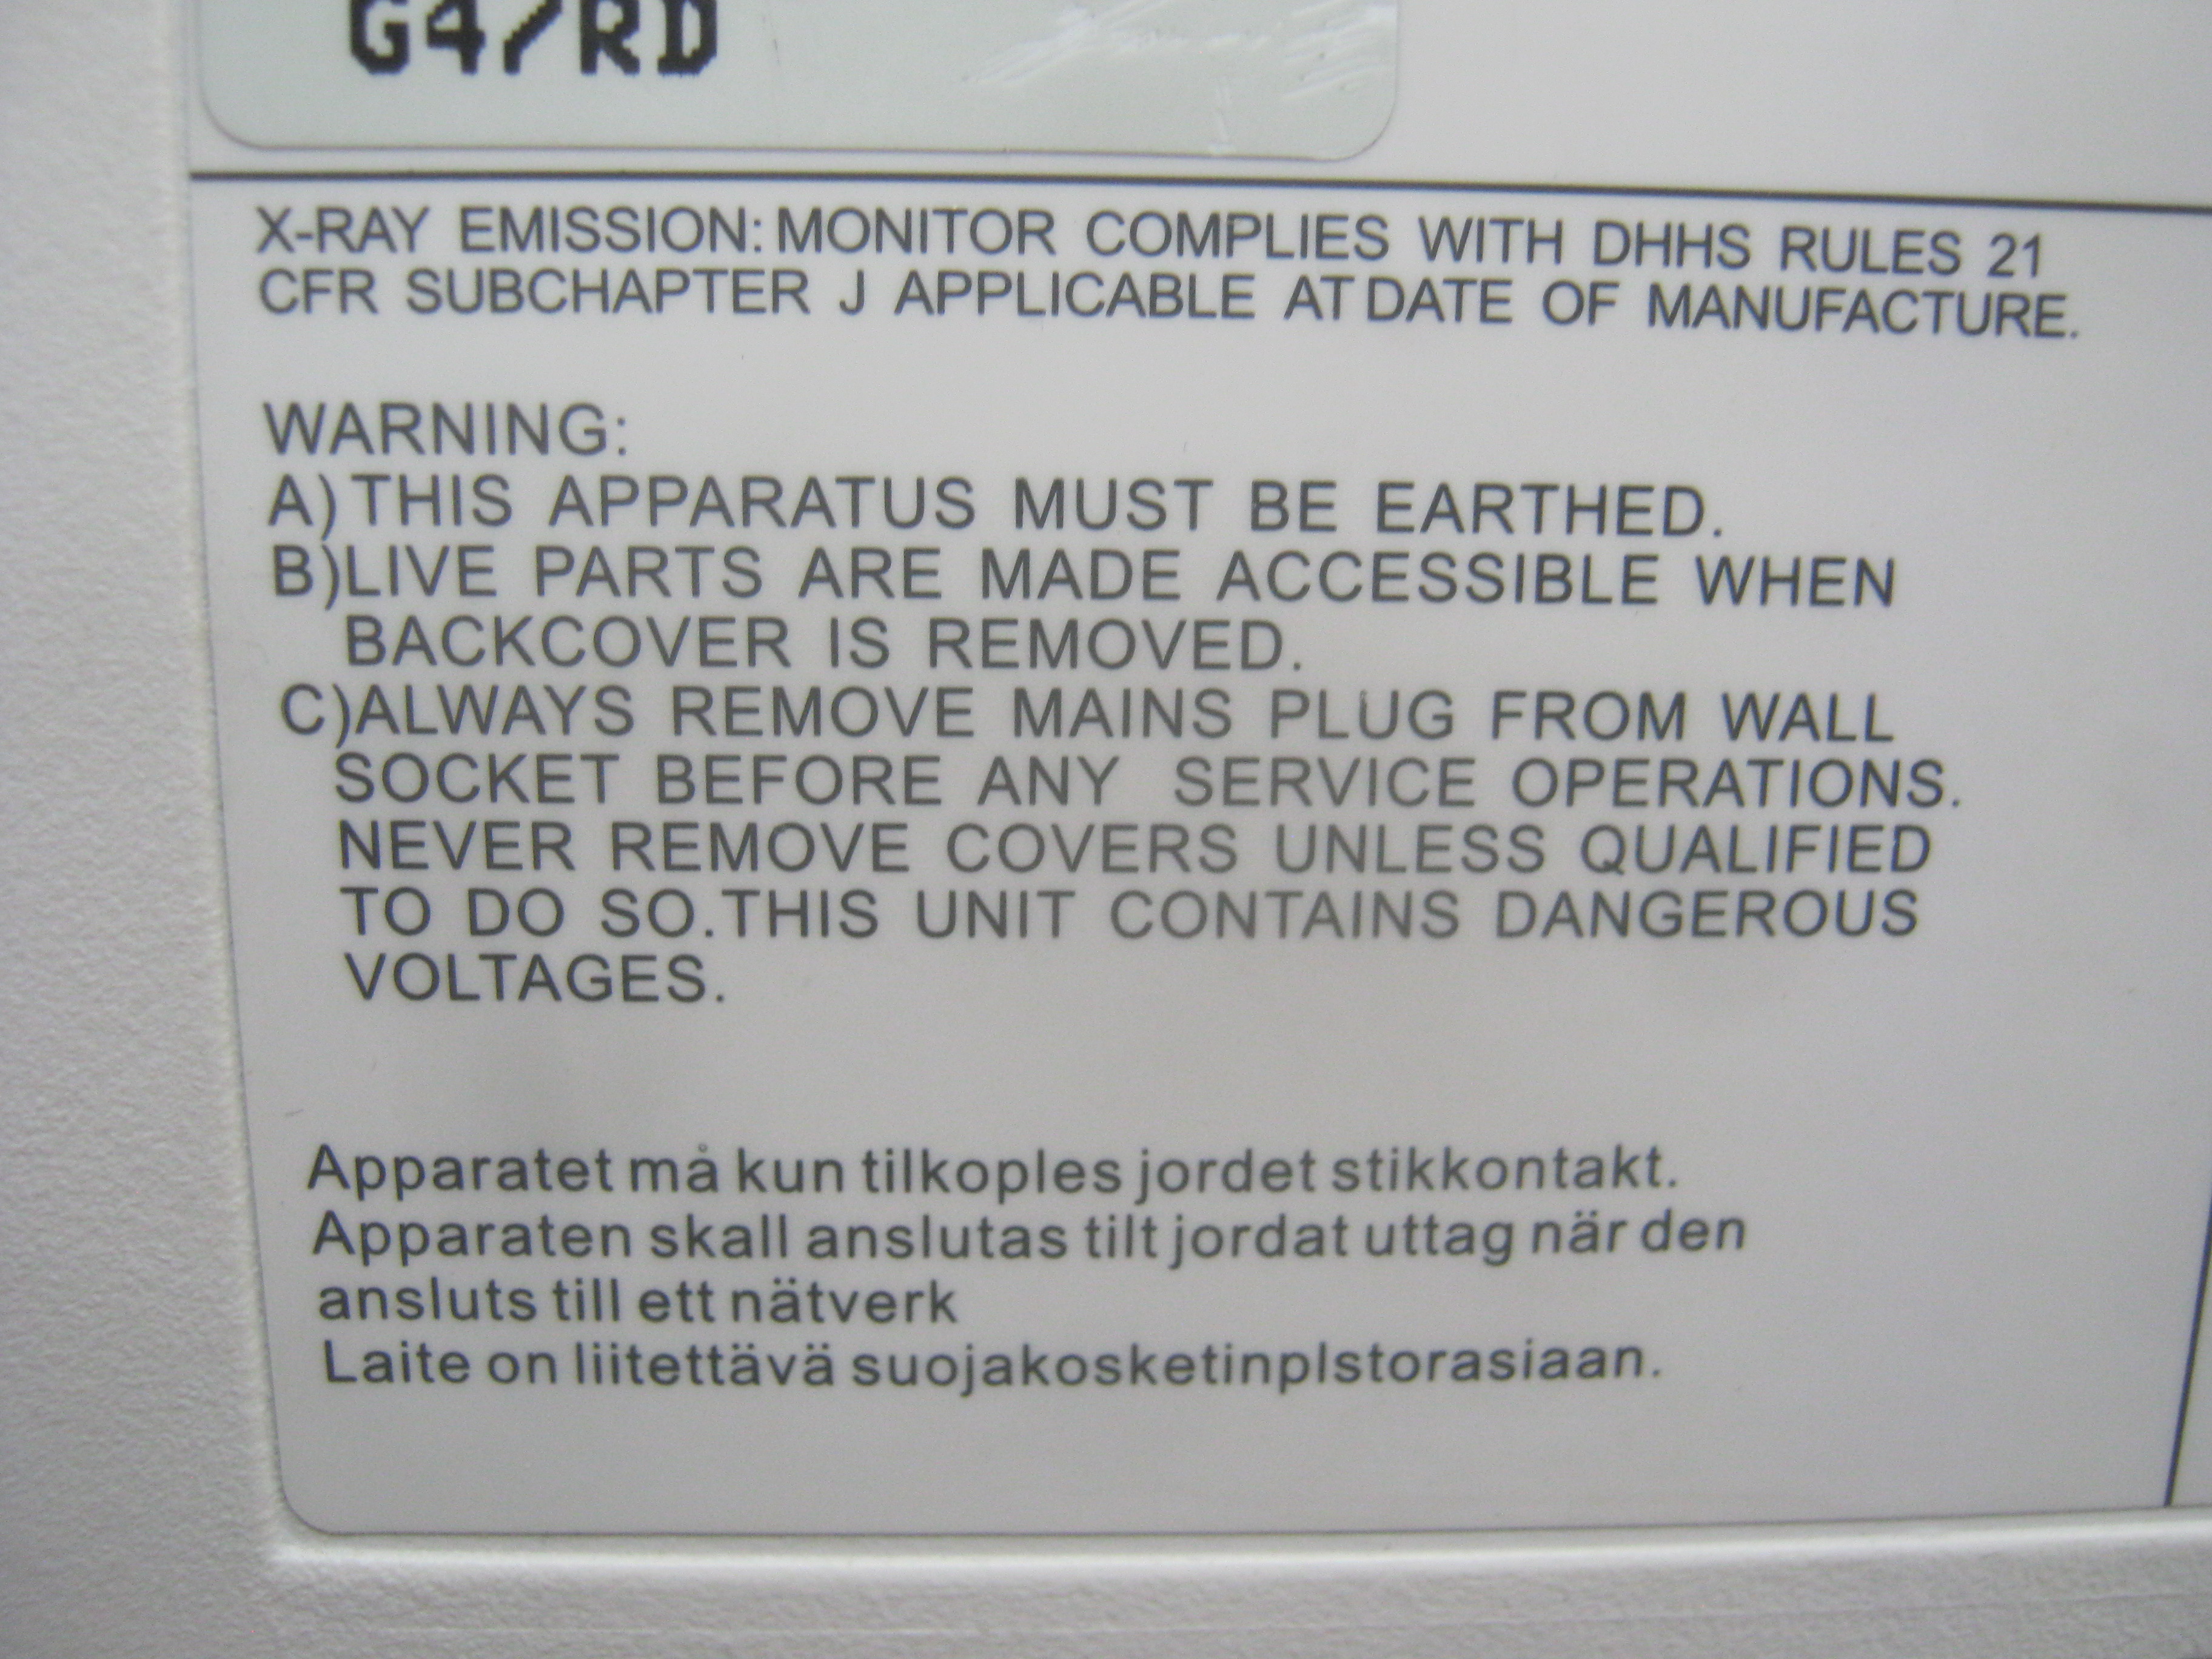 G4/RD
X-RAY EMISSION: MONITOR COMPLIES WITH DHHS RULES 21
CFR SUBCHAPTER J APPLICABLE AT DATE OF MANUFACTURE.
WARNING:
A) THIS APPARATUS MUST BE EARTHED.
B)LIVE PARTS ARE MADE ACCESSIBLE WHEN
BACKCOVER IS REMOVED.
C)ALWAYS REMOVE MAINS PLUG FROM WALL
SOCKET BEFORE ANY SERVICE OPERATIONS.
NEVER REMOVE COVERS UNLESS QUALIFIED
TO DO SO.THIS UNIT CONTAINS DANGEROUS
VOLTAGES.
Apparatet må kun tilkoples jordet stikkontakt.
Apparaten skall anslutas tilt jordat uttag när den
ansluts till ett nätverk
Laite on liitettävä suojakosketinplstorasiaan.